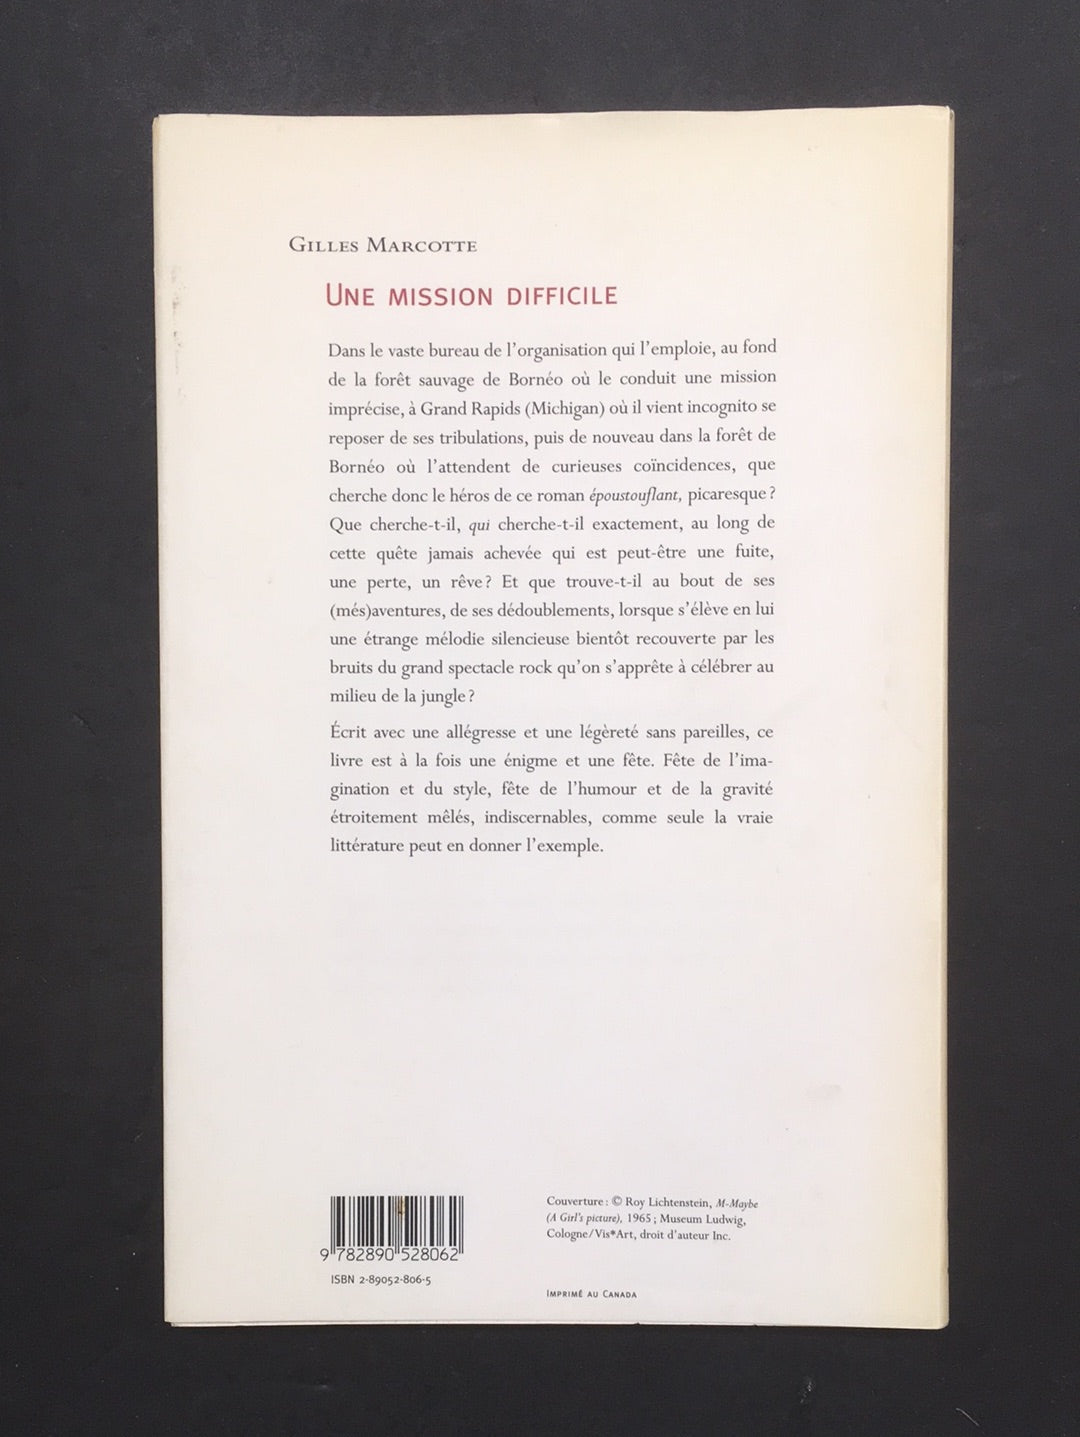 Gilles Marcotte
Une mission difficile
Dans le vaste bureau de l'organisation qui l'emploie, au fond
de la forêt sauvage de Bornéo où le conduit une mission
imprécise, à Grand Rapids (Michigan) où il vient incognito se
reposer de ses tribulations, puis de nouveau dans la forêt de
Bornéo où l'attendent de curieuses coïncidences, que
cherche donc le héros de ce roman époustouflant, picaresque ?
Que cherche-t-il, qui cherche-t-il exactement, au long de
cette quête jamais achevée qui est peut-être une fuite,
une perte, un rêve ? Et que trouve-t-il au bout de ses
(més)aventures, de ses dédoublements, lorsque s'élève en lui
une étrange mélodie silencieuse bientôt recouverte par les
bruits du grand spectacle rock qu'on s'apprête à célébrer au
milieu de la jungle ?
Écrit avec une allégresse et une légèreté sans pareilles, ce
livre est à la fois une énigme et une fête. Fête de l'ima-
gination et du style, fête de l'humour et de la gravité
étroitement mêlés, indiscernables, comme seule la vraie
littérature peut en donner l'exemple.
9 782890 528062
ISBN 2-89052-806-5
Couverture : © Roy Lichtenstein, M-Maybe
(A Girl's picture), 1965 ; Museum Ludwig,
Cologne/Vis*Art, droit d'auteur Inc.
Imprimé au Canada